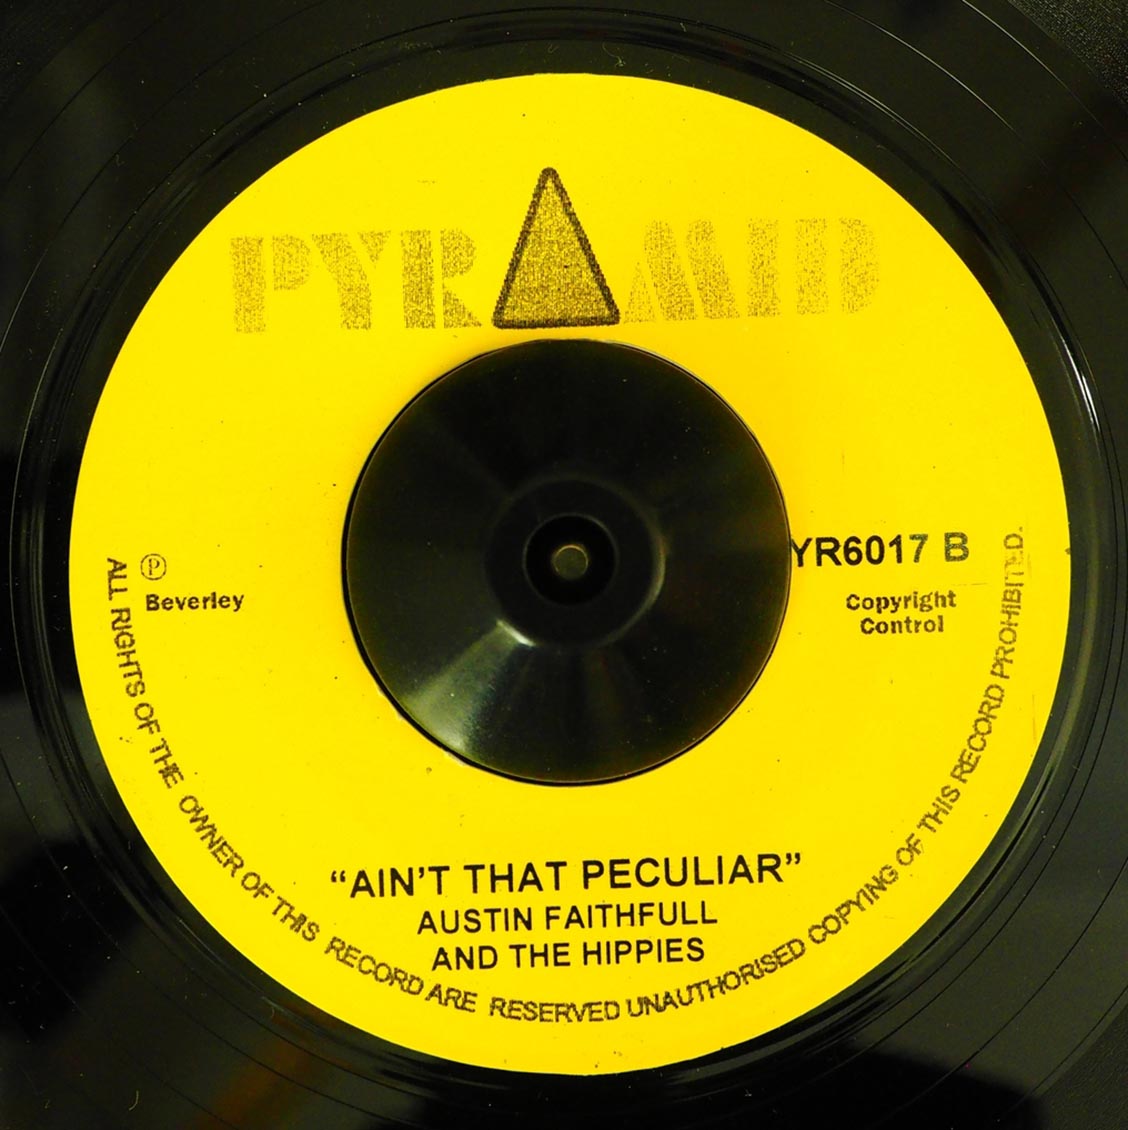 PYRAMID
YR6017 B
℗
Beverley
Copyright
Control
"AIN'T THAT PECULIAR"
AUSTIN FAITHFULL
AND THE HIPPIES
ALL RIGHTS OF THE OWNER OF THIS RECORD ARE RESERVED UNAUTHORISED COPYING OF THIS RECORD PROHIBITED.